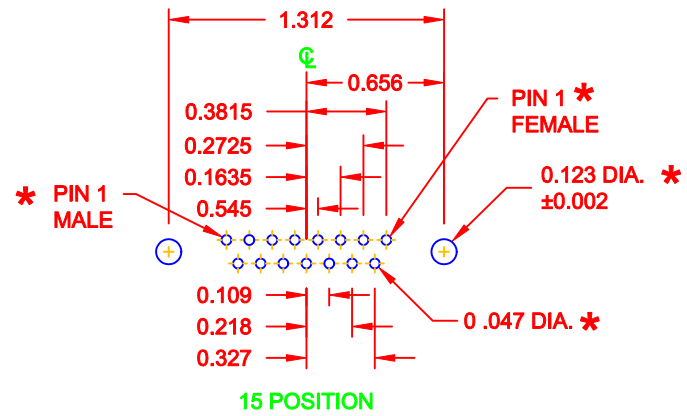 1.312
℄
0.656
0.3815
PIN 1 *
FEMALE
0.2725
0.1635
0.123 DIA. *
±0.002
* PIN 1
MALE
0.545
0.109
0 .047 DIA. *
0.218
0.327
15 POSITION